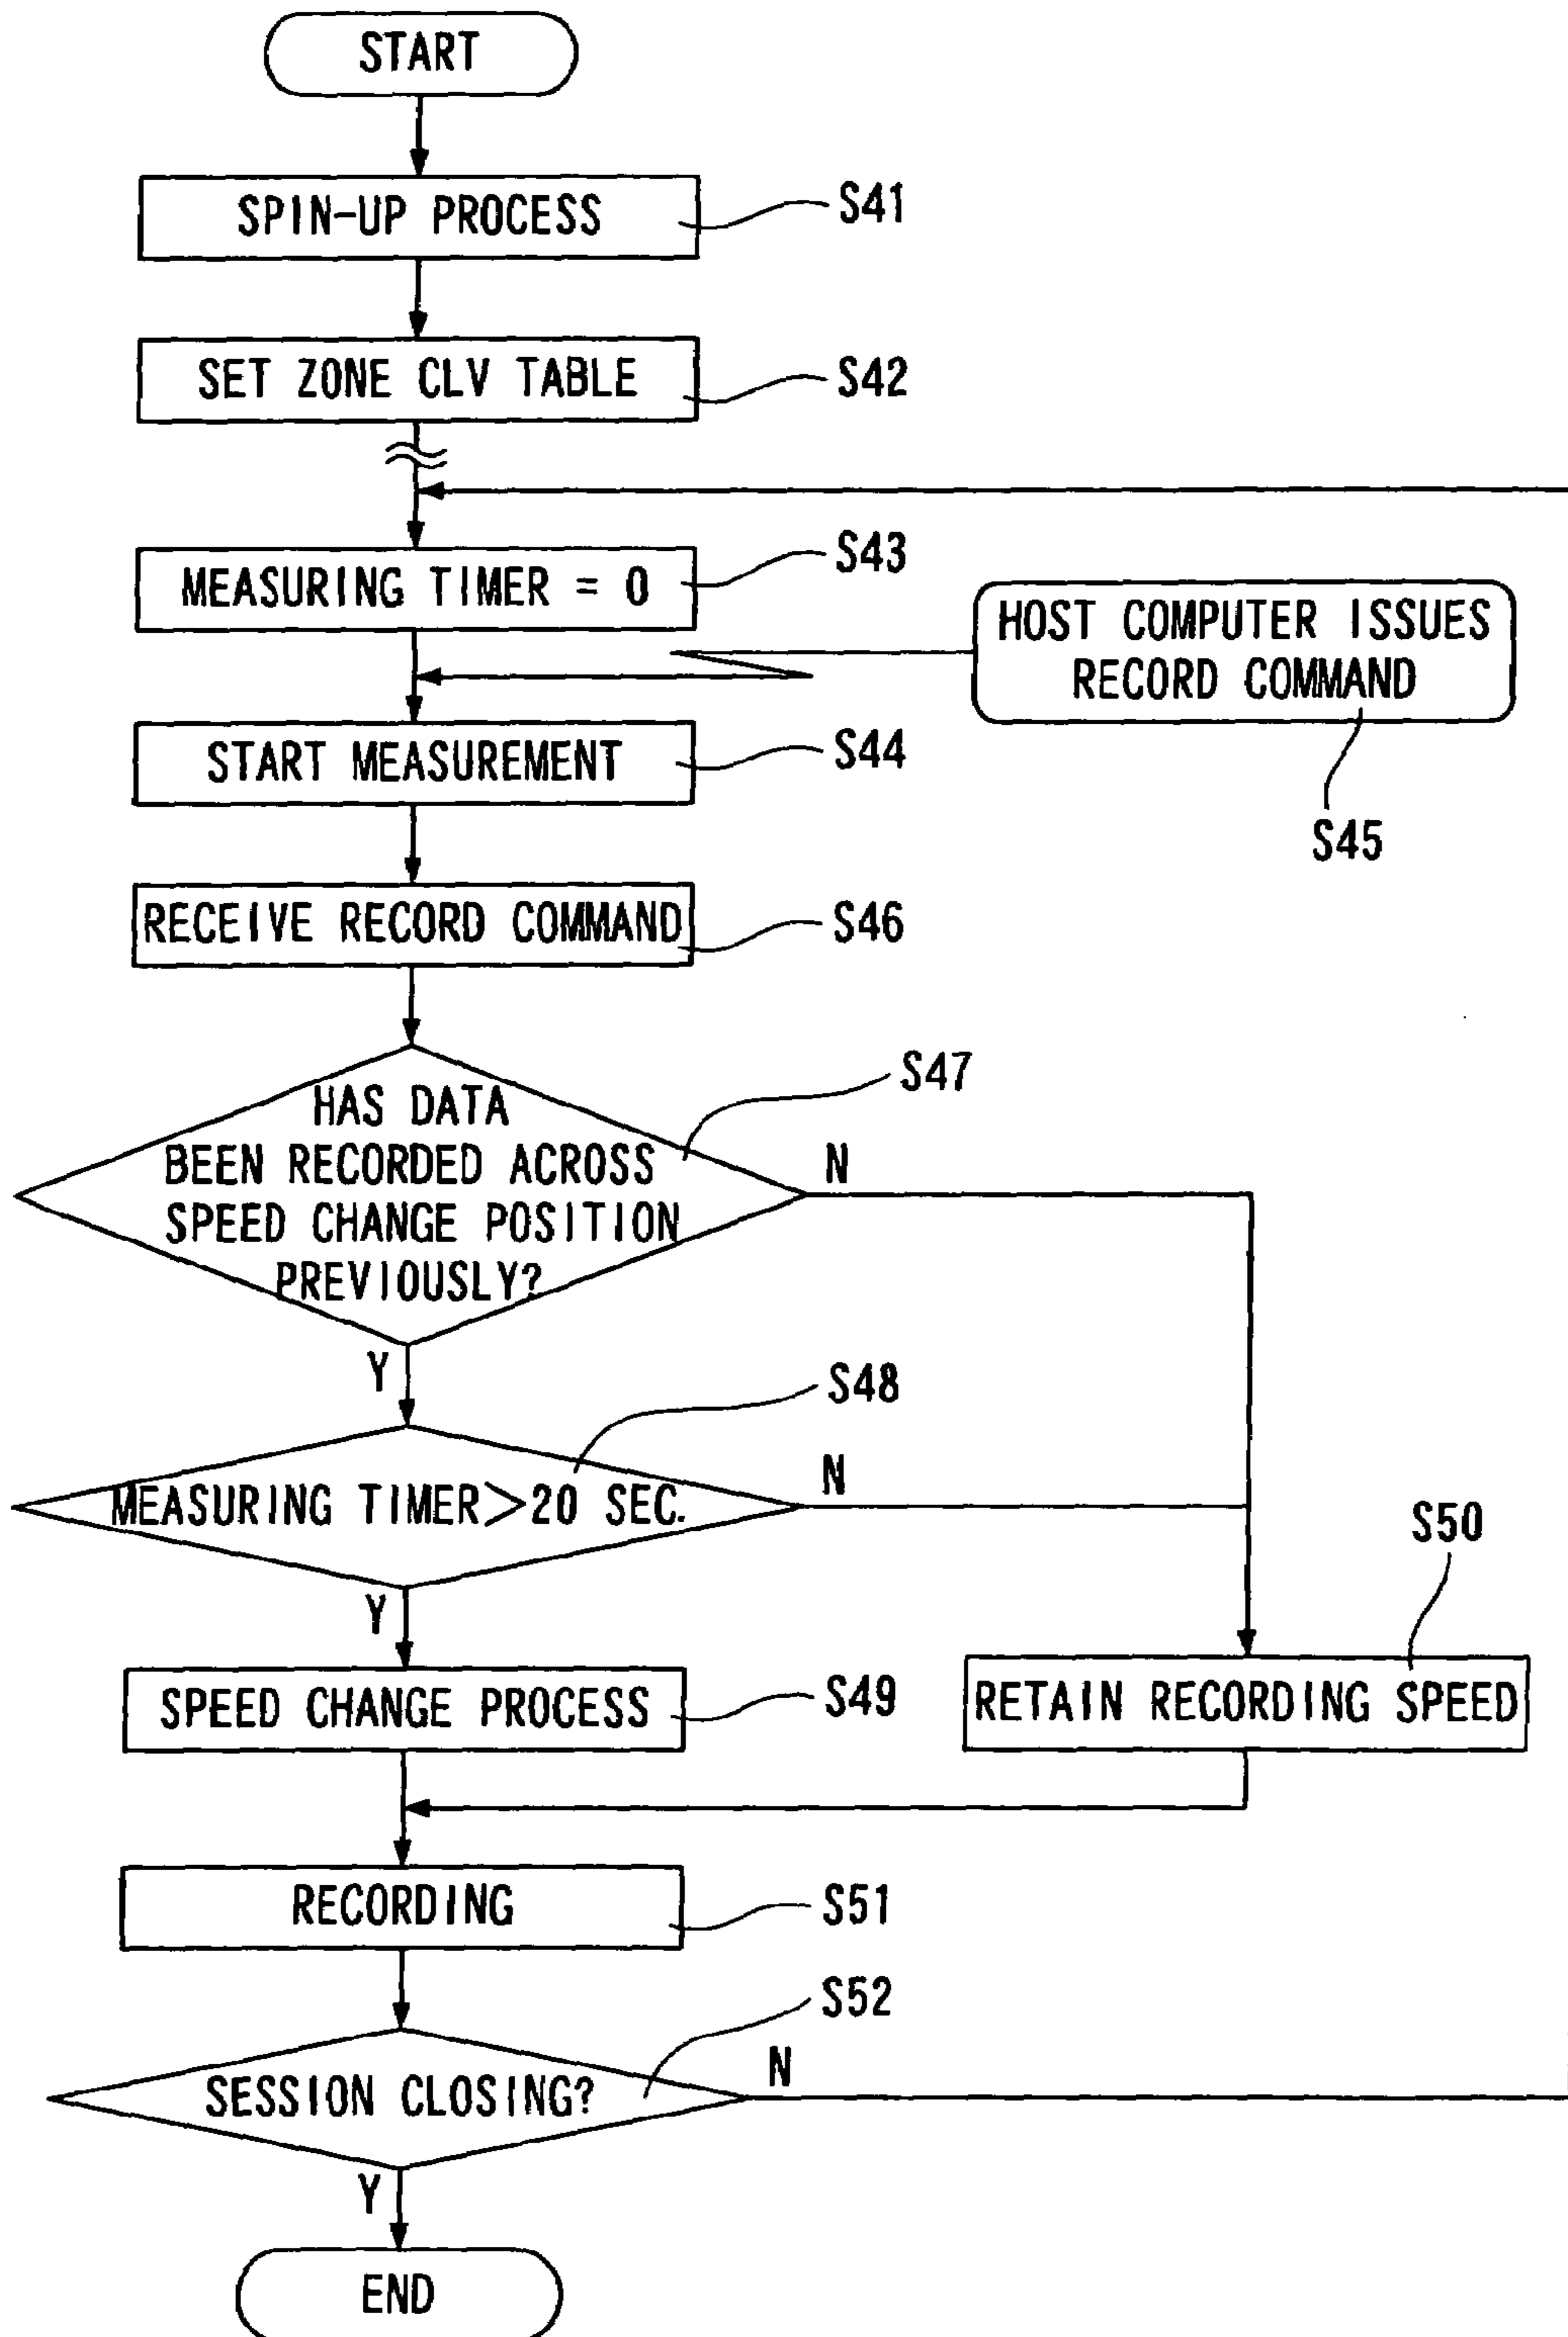 START
SPIN-UP PROCESS
S41
SET ZONE CLV TABLE
S42
MEASURING TIMER = 0
S43
HOST COMPUTER ISSUES
RECORD COMMAND
S45
START MEASUREMENT
S44
RECEIVE RECORD COMMAND
S46
HAS DATA
BEEN RECORDED ACROSS
SPEED CHANGE POSITION
PREVIOUSLY?
S47
N
Y
MEASURING TIMER>20 SEC.
S48
N
Y
SPEED CHANGE PROCESS
S49
RETAIN RECORDING SPEED
S50
RECORDING
S51
SESSION CLOSING?
S52
N
Y
END